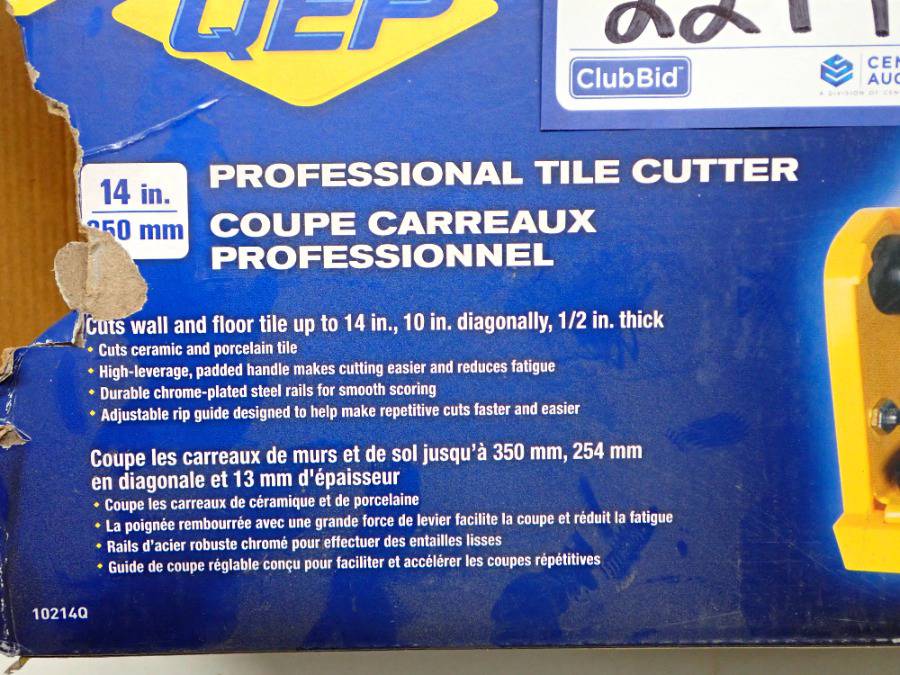 QEP
ClubBid
14 in.
350 mm
PROFESSIONAL TILE CUTTER
COUPE CARREAUX
PROFESSIONNEL
Cuts wall and floor tile up to 14 in., 10 in. diagonally, 1/2 in. thick
• Cuts ceramic and porcelain tile
• High-leverage, padded handle makes cutting easier and reduces fatigue
• Durable chrome-plated steel rails for smooth scoring
• Adjustable rip guide designed to help make repetitive cuts faster and easier
Coupe les carreaux de murs et de sol jusqu'à 350 mm, 254 mm
en diagonale et 13 mm d'épaisseur
• Coupe les carreaux de céramique et de porcelaine
• La poignée rembourrée avec une grande force de levier facilite la coupe et réduit la fatigue
• Rails d'acier robuste chromé pour effectuer des entailles lisses
• Guide de coupe réglable conçu pour faciliter et accélérer les coupes répétitives
10214Q